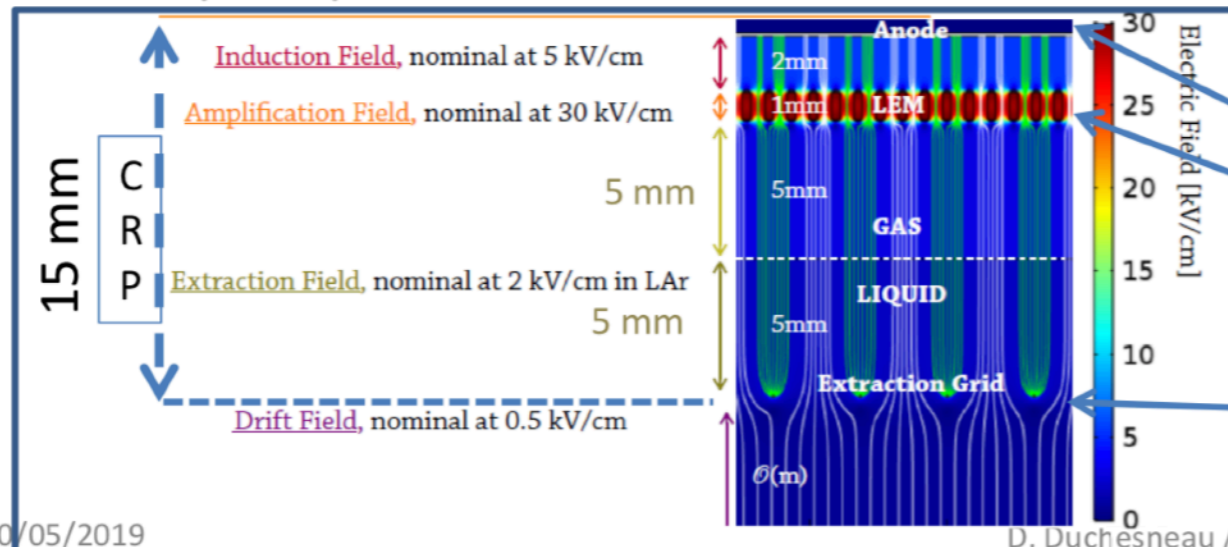 Induction Field, nominal at 5 kV/cm
Amplification Field, nominal at 30 kV/cm
15 mm
C
R
P
5 mm
Extraction Field, nominal at 2 kV/cm in LAr
5 mm
Drift Field, nominal at 0.5 kV/cm
Anode
2mm
1mm LEM
5mm
GAS
LIQUID
5mm
Extraction Grid
𝒪(m)
30
25
20
15
10
5
0
Electric Field [kV/cm]
0/05/2019
D. Duchesneau /